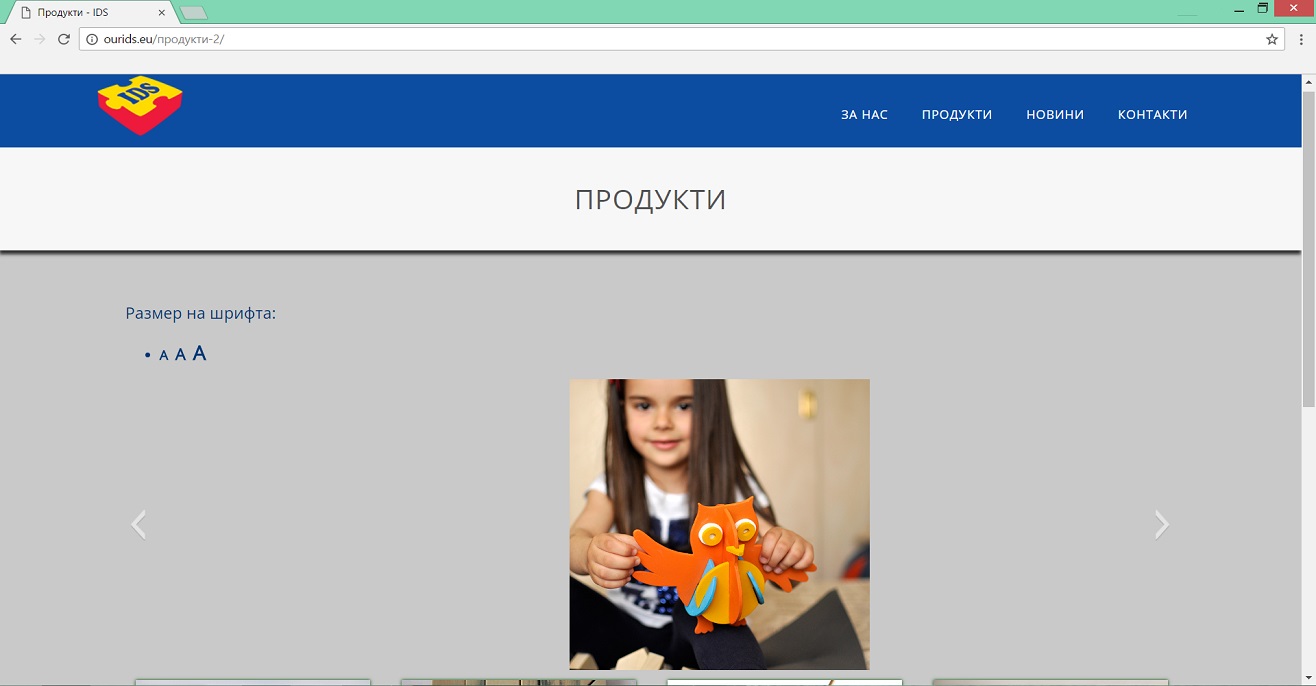 Продукти - IDS
ourids.eu/продукти-2/
IDS
ЗА НАС ПРОДУКТИ НОВИНИ КОНТАКТИ
ПРОДУКТИ
Размер на шрифта:
• A A A